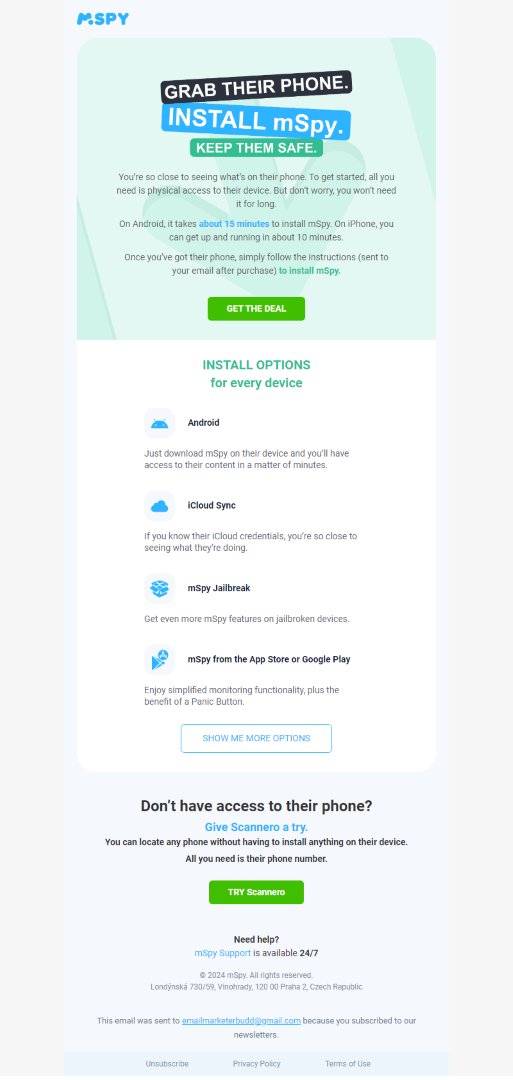 mSPY
GRAB THEIR PHONE.
INSTALL mSpy.
KEEP THEM SAFE.
You're so close to seeing what's on their phone. To get started, all you
need is physical access to their device. But don't worry, you won't need
it for long.
On Android, it takes about 15 minutes to install mSpy. On iPhone, you
can get up and running in about 10 minutes.
Once you've got their phone, simply follow the instructions (sent to
your email after purchase) to install mSpy.
GET THE DEAL
INSTALL OPTIONS
for every device
Android
Just download mSpy on their device and you'll have
access to their content in a matter of minutes.
iCloud Sync
If you know their iCloud credentials, you're so close to
seeing what they're doing.
mSpy Jailbreak
Get even more mSpy features on jailbroken devices.
mSpy from the App Store or Google Play
Enjoy simplified monitoring functionality, plus the
benefit of a Panic Button.
SHOW ME MORE OPTIONS
Don't have access to their phone?
Give Scannero a try.
You can locate any phone without having to install anything on their device.
All you need is their phone number.
TRY Scannero
Need help?
mSpy Support is available 24/7
© 2024 mSpy. All rights reserved.
Londýnská 730/59, Vinohrady, 120 00 Praha 2, Czech Republic
This email was sent to emailmarketerbudd@gmail.com because you subscribed to our
newsletters.
Unsubscribe Privacy Policy Terms of Use